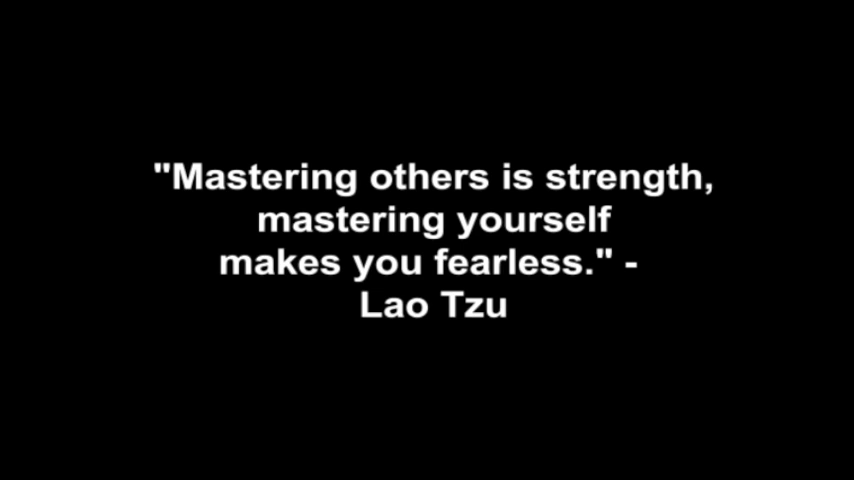 "Mastering others is strength,
mastering yourself
makes you fearless." -
Lao Tzu